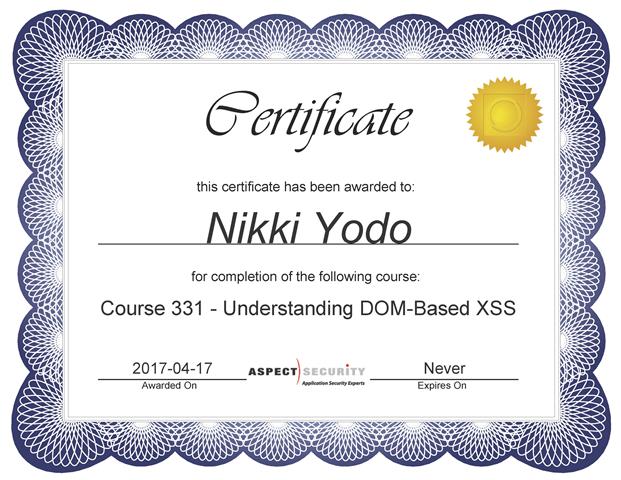 Certificate
this certificate has been awarded to:
Nikki Yodo
for completion of the following course:
Course 331 - Understanding DOM-Based XSS
2017-04-17
Awarded On
ASPECT SECURITY
Application Security Experts
Never
Expires On